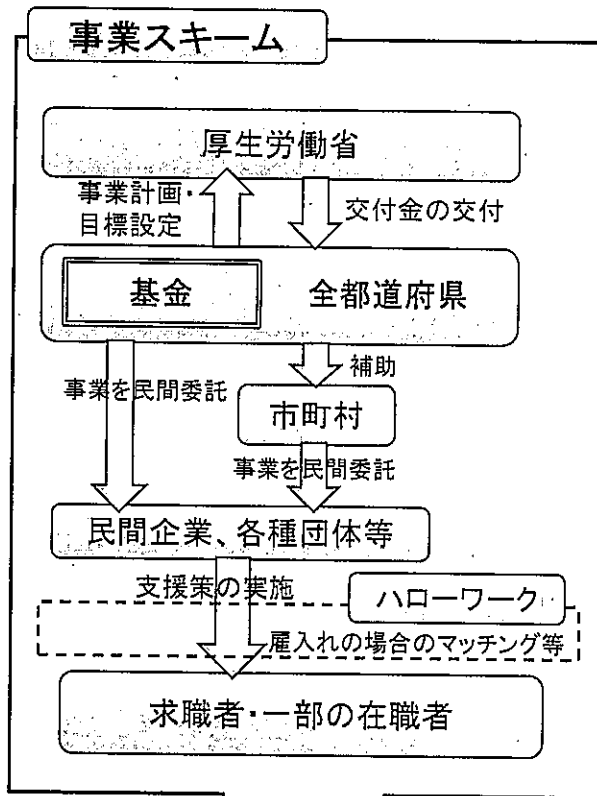 事業スキーム
厚生労働省
事業計画・
目標設定
交付金の交付
基金
全都道府県
補助
事業を民間委託
市町村
事業を民間委託
民間企業、各種団体等
支援策の実施
ハローワーク
雇入れの場合のマッチング等
求職者・一部の在職者